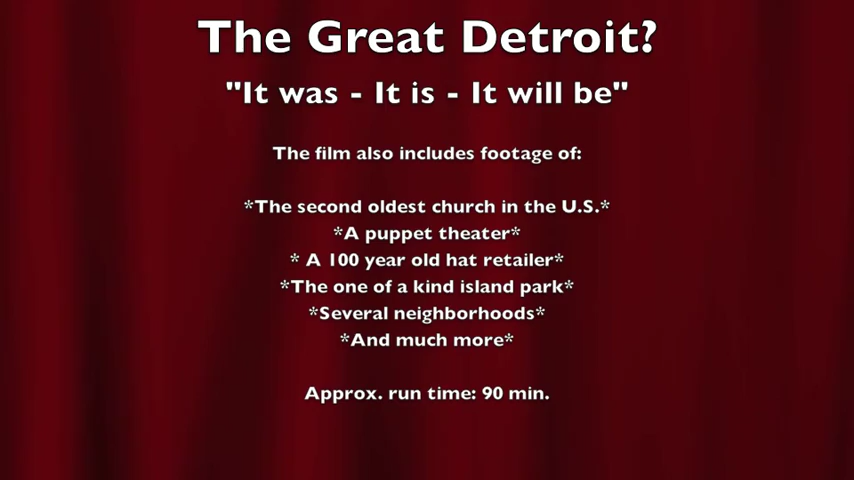 The Great Detroit?
"It was - It is - It will be"
The film also includes footage of:
*The second oldest church in the U.S.*
*A puppet theater*
* A 100 year old hat retailer*
*The one of a kind island park*
*Several neighborhoods*
*And much more*
Approx. run time: 90 min.